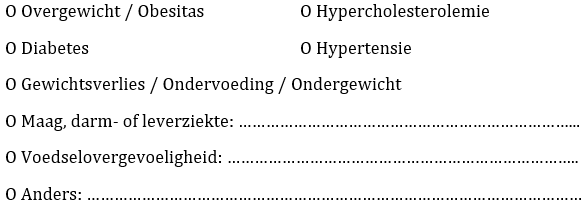 O Overgewicht / Obesitas O Hypercholesterolemie
O Diabetes O Hypertensie
O Gewichtsverlies / Ondervoeding / Ondergewicht
O Maag, darm- of leverziekte: ……………………………………………………………...
O Voedselovergevoeligheid: ………………………………………………………………..
O Anders: ………………………………………………………………………………………